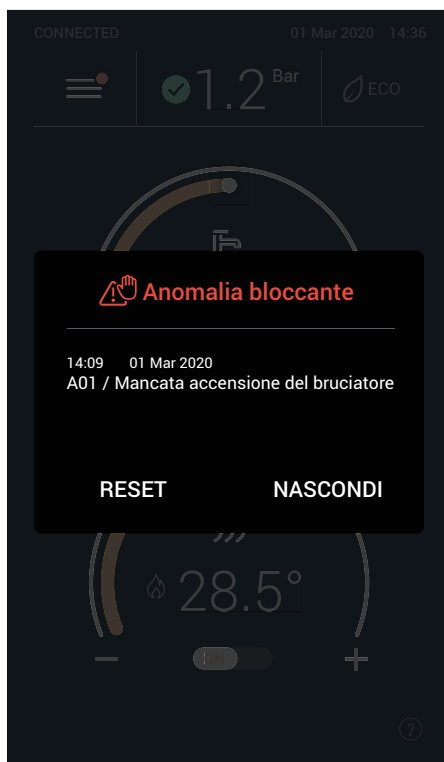 CONNECTED 01 Mar 2020 14:36
1.2 Bar
ECO
Anomalia bloccante
14:09 01 Mar 2020
A01 / Mancata accensione del bruciatore
RESET NASCONDI
28.5°
ON
?